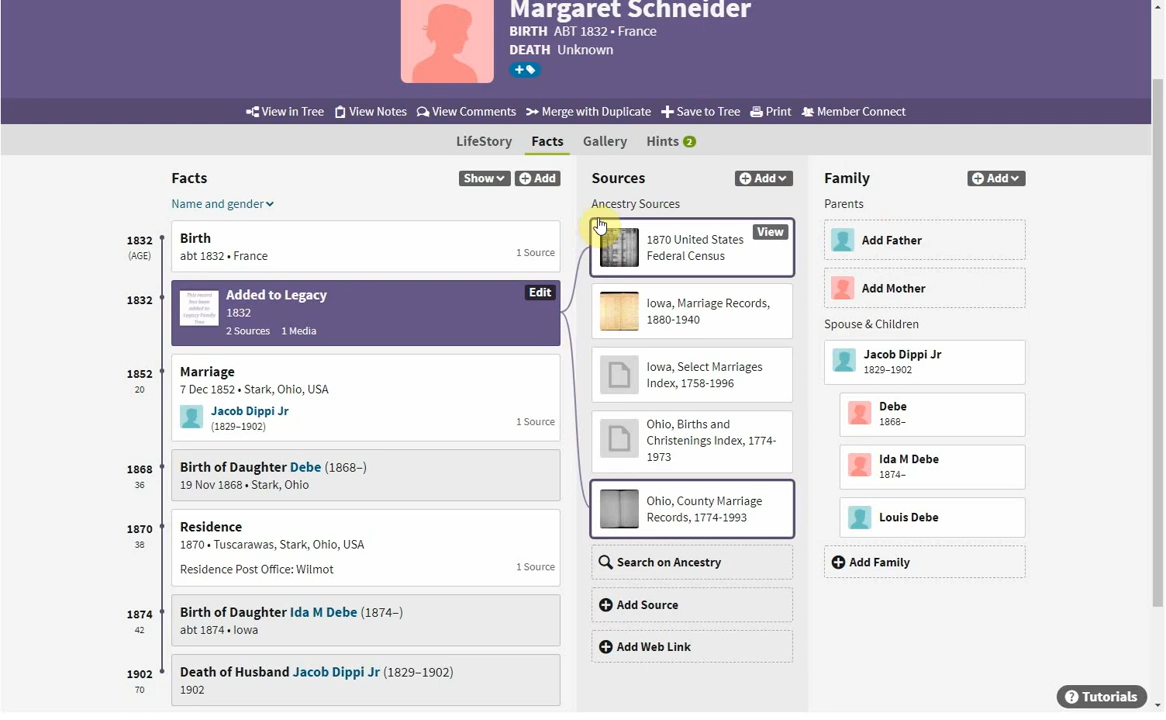 Margaret Schneider
BIRTH ABT 1832 • France
DEATH Unknown
View in Tree View Notes View Comments Merge with Duplicate Save to Tree Print Member Connect
LifeStory Facts Gallery Hints 2
Facts
Show Add
Name and gender
1832
(AGE)
Birth
abt 1832 • France
1 Source
1832
This record
has been
added to
Legacy Family
Tree
Added to Legacy
Edit
1832
2 Sources 1 Media
1852
20
Marriage
7 Dec 1852 • Stark, Ohio, USA
Jacob Dippi Jr
(1829–1902)
1 Source
1868
36
Birth of Daughter Debe (1868–)
19 Nov 1868 • Stark, Ohio
1870
38
Residence
1870 • Tuscarawas, Stark, Ohio, USA
Residence Post Office: Wilmot
1 Source
1874
42
Birth of Daughter Ida M Debe (1874–)
abt 1874 • Iowa
1902
70
Death of Husband Jacob Dippi Jr (1829–1902)
1902
Sources
Add
Ancestry Sources
1870 United States
Federal Census
View
Iowa, Marriage Records,
1880-1940
Iowa, Select Marriages
Index, 1758-1996
Ohio, Births and
Christenings Index, 1774-
1973
Ohio, County Marriage
Records, 1774-1993
Search on Ancestry
Add Source
Add Web Link
Family
Add
Parents
Add Father
Add Mother
Spouse & Children
Jacob Dippi Jr
1829–1902
Debe
1868–
Ida M Debe
1874–
Louis Debe
Add Family
Tutorials